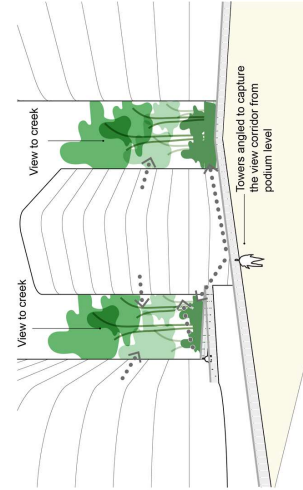 View to creek
View to creek
Towers angled to capture
the view corridor from
podium level